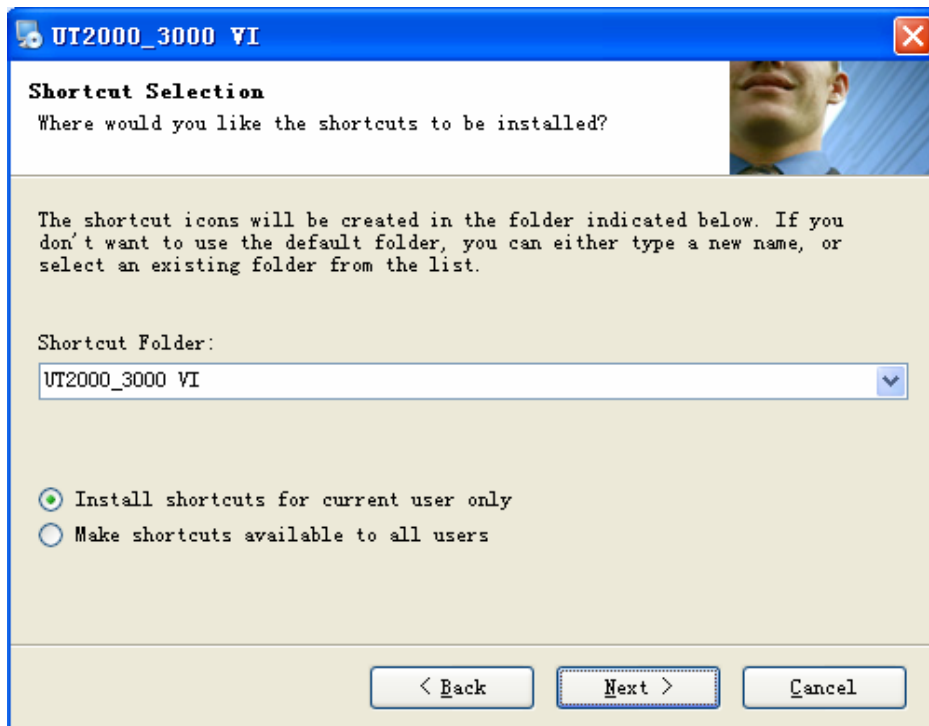 UT2000_3000 VI
Shortcut Selection
Where would you like the shortcuts to be installed?
The shortcut icons will be created in the folder indicated below. If you
don't want to use the default folder, you can either type a new name, or
select an existing folder from the list.
Shortcut Folder:
UT2000_3000 VI
Install shortcuts for current user only
Make shortcuts available to all users
< Back
Next >
Cancel